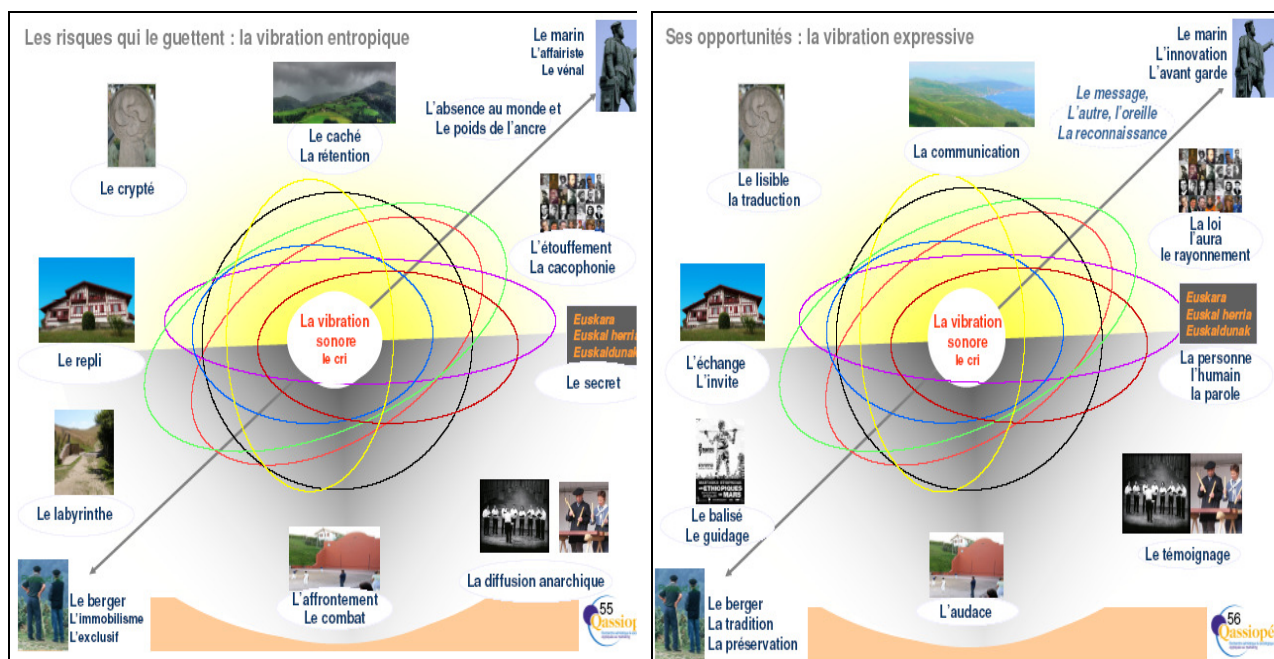 Les risques qui le guettent : la vibration entropique
Le marin
L'affairiste
Le vénal
L'absence au monde et
Le poids de l'ancre
Le caché
La rétention
Le crypté
L'étouffement
La cacophonie
La vibration
sonore
le cri
Euskara
Euskal herria
Euskaldunak
Le repli
Le secret
Le labyrinthe
La diffusion anarchique
L'affrontement
Le combat
Le berger
L'immobilisme
L'exclusif
55
Qassiopé
Ses opportunités : la vibration expressive
Le marin
L'innovation
L'avant garde
Le message,
L'autre, l'oreille
La reconnaissance
La communication
Le lisible
la traduction
La loi
l'aura
le rayonnement
La vibration
sonore
le cri
Euskara
Euskal herria
Euskaldunak
L'échange
L'invite
La personne
l'humain
la parole
ETHIOPIQUES
MARS
Le balisé
Le guidage
Le témoignage
L'audace
Le berger
La tradition
La préservation
56
Qassiopé